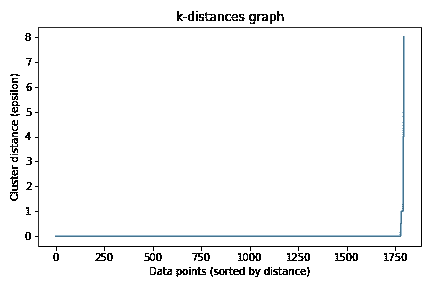 k-distances graph
8
7
6
5
4
3
2
1
0
Cluster distance (epsilon)
0 250 500 750 1000 1250 1500 1750
Data points (sorted by distance)